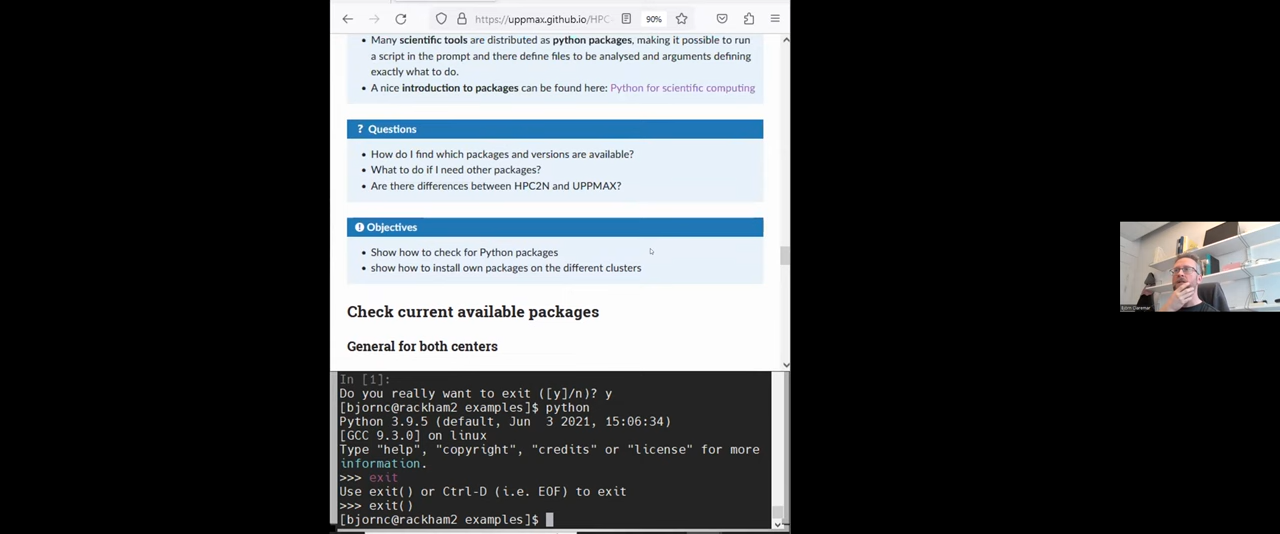 https://uppmax.github.io/HPC
90%
• Many scientific tools are distributed as python packages, making it possible to run
a script in the prompt and there define files to be analysed and arguments defining
exactly what to do.
• A nice introduction to packages can be found here: Python for scientific computing
? Questions
• How do I find which packages and versions are available?
• What to do if I need other packages?
• Are there differences between HPC2N and UPPMAX?
Objectives
• Show how to check for Python packages
• show how to install own packages on the different clusters
Check current available packages
General for both centers
In [1]:
Do you really want to exit ([y]/n)? y
[bjornc@rackham2 examples]$ python
Python 3.9.5 (default, Jun  3 2021, 15:06:34)
[GCC 9.3.0] on linux
Type "help", "copyright", "credits" or "license" for more
information.
>>> exit
Use exit() or Ctrl-D (i.e. EOF) to exit
>>> exit()
[bjornc@rackham2 examples]$